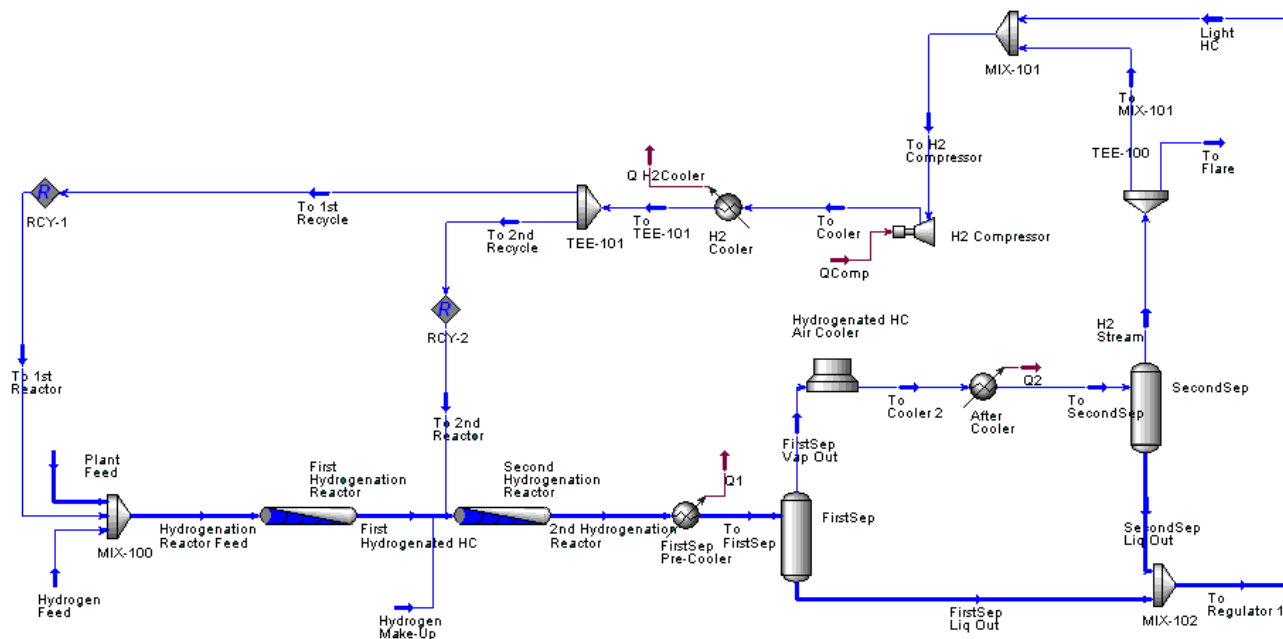 Light
HC
MIX-101
To
MIX-101
To H2
Compressor
TEE-100
To
Flare
Q H2Cooler
R
RCY-1
To 1st
Recycle
To 2nd
Recycle
TEE-101
To
TEE-101
H2
Cooler
To
Cooler
H2 Compressor
QComp
R
RCY-2
Hydrogenated HC
Air Cooler
H2
Stream
To 1st
Reactor
To
Cooler 2
After
Cooler
Q2
To
SecondSep
SecondSep
To 2nd
Reactor
FirstSep
Vap Out
Plant
Feed
First
Hydrogenation
Reactor
Second
Hydrogenation
Reactor
Q1
MIX-100
Hydrogenation
Reactor Feed
First
Hydrogenated HC
2nd Hydrogenation
Reactor
FirstSep
Pre-Cooler
To
FirstSep
FirstSep
SecondSep
Liq Out
Hydrogen
Feed
Hydrogen
Make-Up
FirstSep
Liq Out
MIX-102
To
Regulator 1